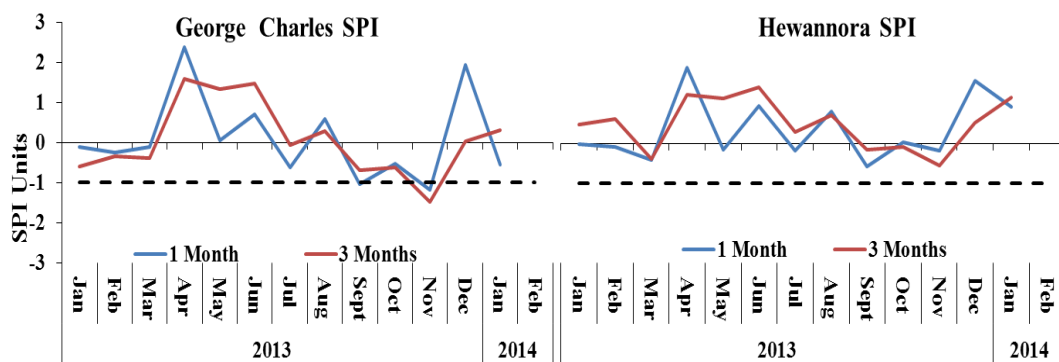 George Charles SPI
Hewannora SPI
SPI Units
3
2
1
0
-1
-2
-3
1 Month
3 Months
1 Month
3 Months
Jan Feb Mar Apr May Jun Jul Aug Sept Oct Nov Dec Jan Feb
Jan Feb Mar Apr May Jun Jul Aug Sept Oct Nov Dec Jan Feb
2013 2014
2013 2014